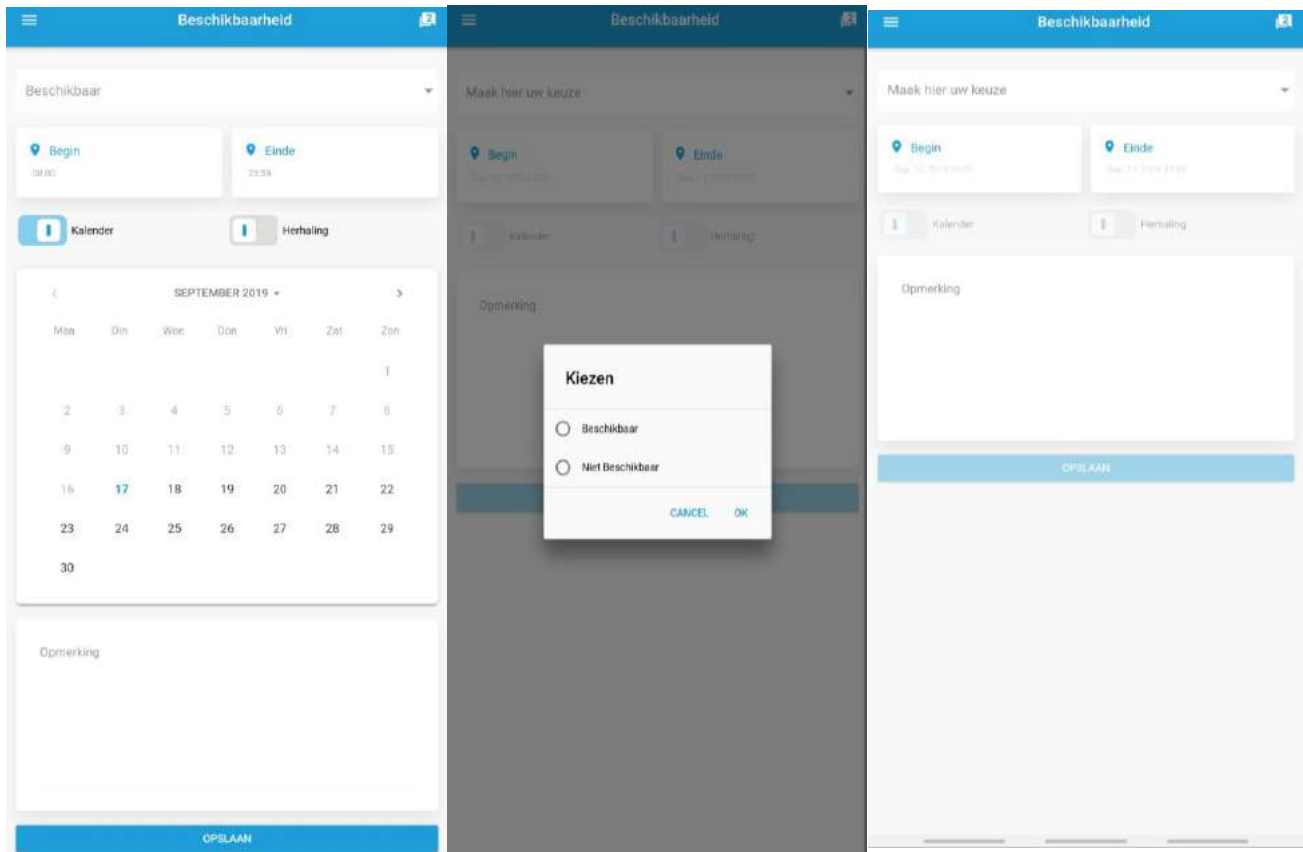 Beschikbaarheid
Beschikbaar
Begin
Einde
23:59
Kalender
Herhaling
SEPTEMBER 2019
Maa Din Woe Don Vri Zat Zon
1
2 3 4 5 6 7 8
9 10 11 12 13 14 15
16 17 18 19 20 21 22
23 24 25 26 27 28 29
30
Opmerking
OPSLAAN
Beschikbaarheid
Maak hier uw keuze
Begin
Einde
Kalender
Herhaling
Opmerking
Kiezen
Beschikbaar
Niet Beschikbaar
CANCEL OK
Beschikbaarheid
Maak hier uw keuze
Begin
Einde
Kalender
Herhaling
Opmerking
OPSLAAN